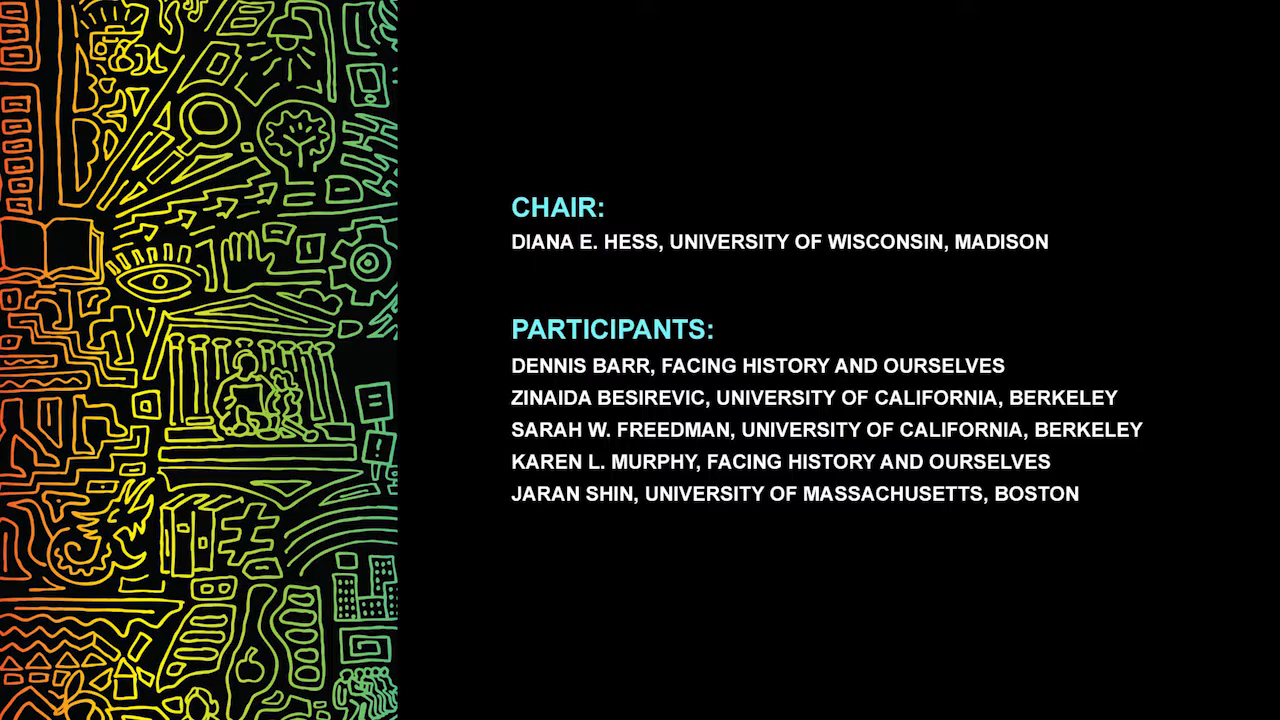 CHAIR:
DIANA E. HESS, UNIVERSITY OF WISCONSIN, MADISON
PARTICIPANTS:
DENNIS BARR, FACING HISTORY AND OURSELVES
ZINAIDA BESIREVIC, UNIVERSITY OF CALIFORNIA, BERKELEY
SARAH W. FREEDMAN, UNIVERSITY OF CALIFORNIA, BERKELEY
KAREN L. MURPHY, FACING HISTORY AND OURSELVES
JARAN SHIN, UNIVERSITY OF MASSACHUSETTS, BOSTON